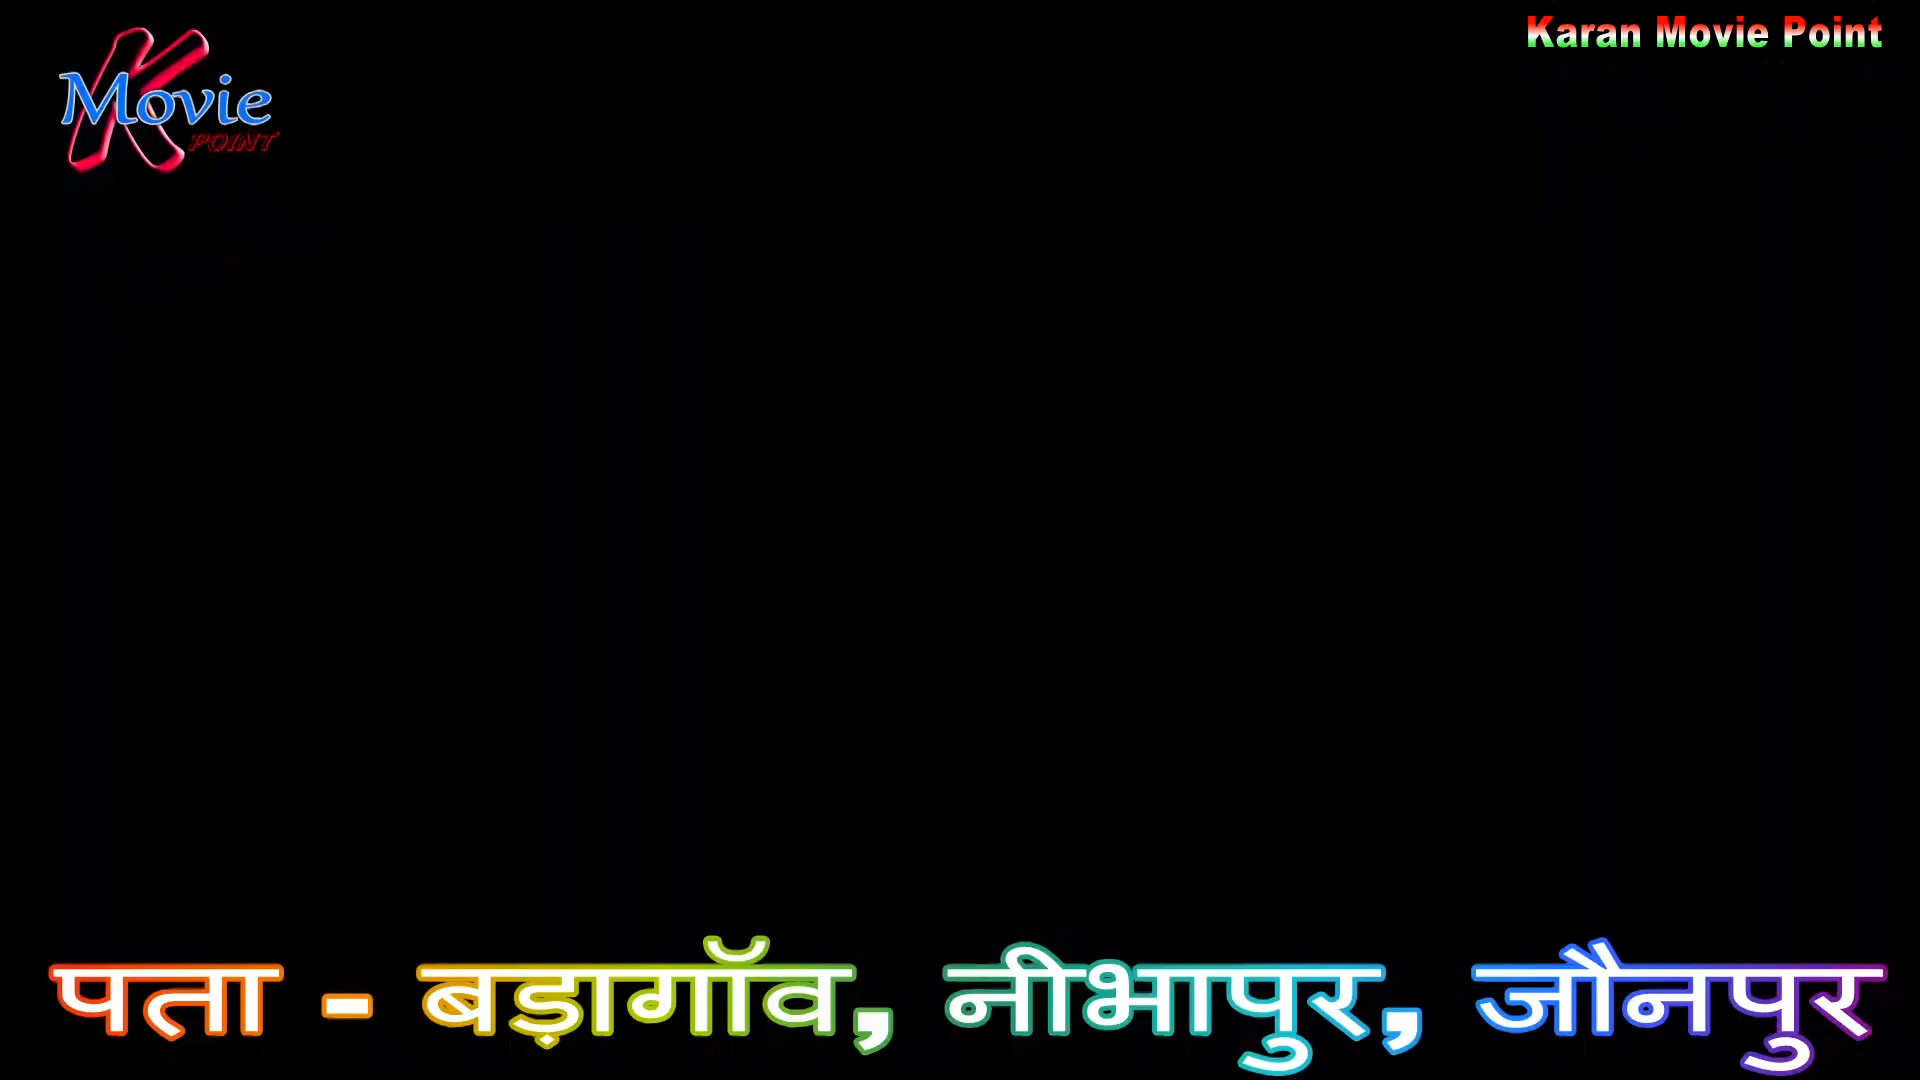 K Movie POINT
Karan Movie Point
पता - बड़ागॉव, नीभापुर, जौनपुर